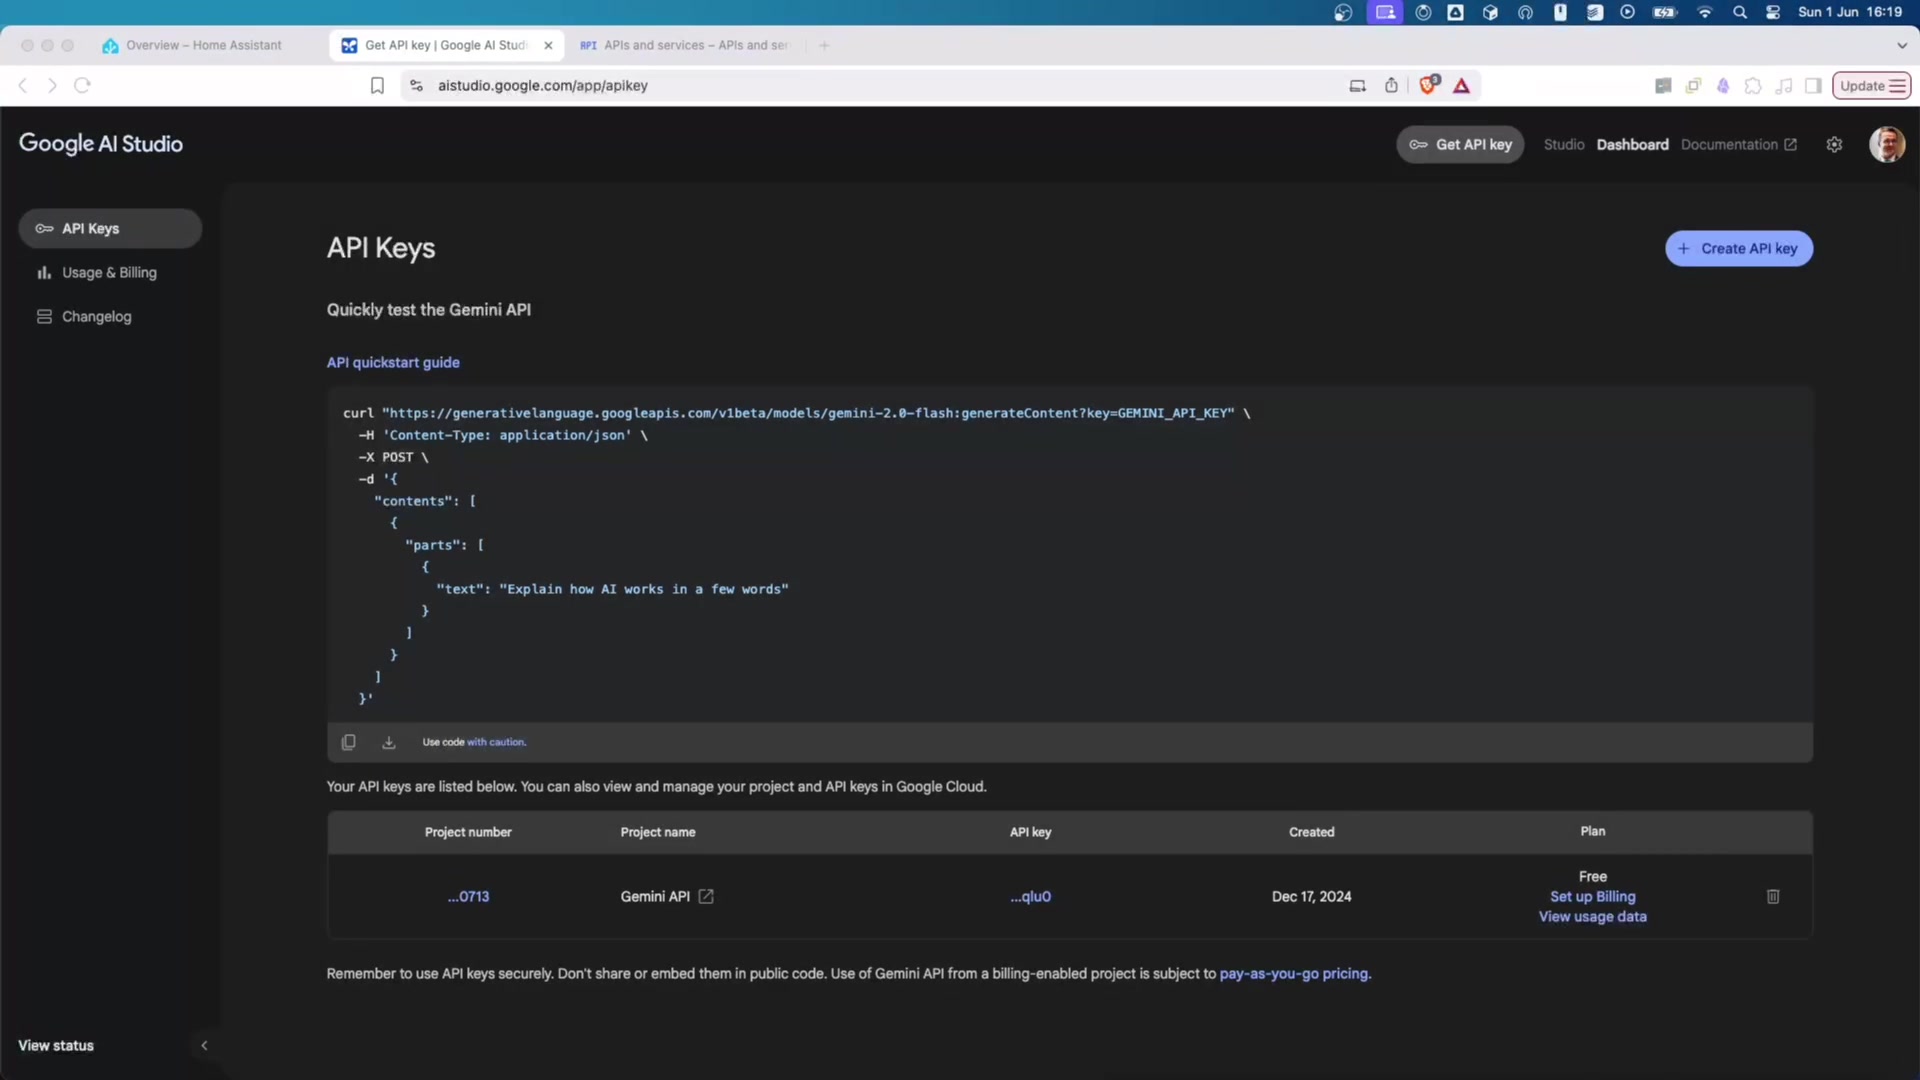 Sun 1 Jun 16:19
Overview – Home Assistant
Get API key | Google AI Studi
RPI APIs and services – APIs and ser
aistudio.google.com/app/apikey
3
Update
Google AI Studio
Get API key
Studio
Dashboard
Documentation
API Keys
Usage & Billing
Changelog
API Keys
Create API key
Quickly test the Gemini API
API quickstart guide
curl "https://generativelanguage.googleapis.com/v1beta/models/gemini-2.0-flash:generateContent?key=GEMINI_API_KEY" \
-H 'Content-Type: application/json' \
-X POST \
-d '{
"contents": [
{
"parts": [
{
"text": "Explain how AI works in a few words"
}
]
}
]
}'
Use code with caution.
Your API keys are listed below. You can also view and manage your project and API keys in Google Cloud.
Project number Project name API key Created Plan
...0713 Gemini API ...qlu0 Dec 17, 2024 Free
Set up Billing
View usage data
Remember to use API keys securely. Don't share or embed them in public code. Use of Gemini API from a billing-enabled project is subject to pay-as-you-go pricing.
View status